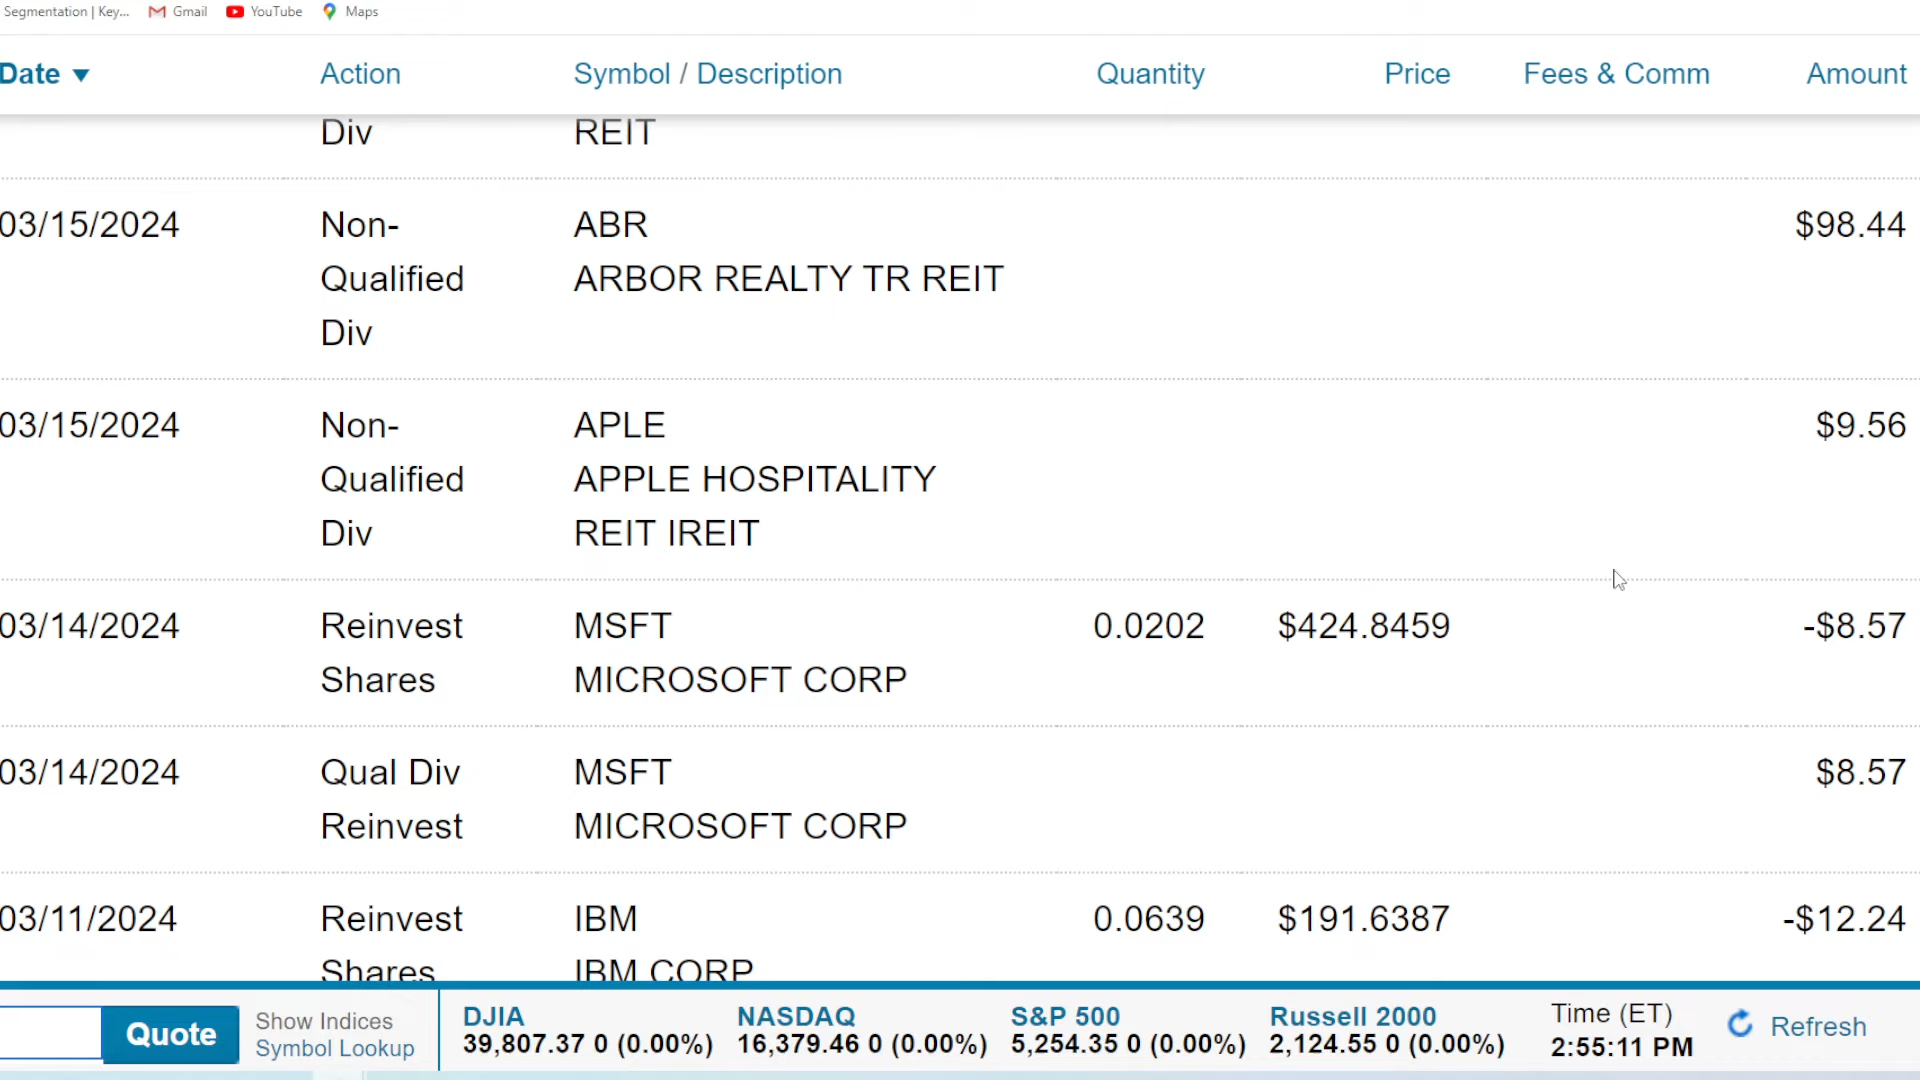 Segmentation | Key... Gmail YouTube Maps
Date ▼ Action Symbol / Description Quantity Price Fees & Comm Amount
Div REIT
03/15/2024 Non- ABR $98.44
Qualified ARBOR REALTY TR REIT
Div
03/15/2024 Non- APLE $9.56
Qualified APPLE HOSPITALITY
Div REIT IREIT
03/14/2024 Reinvest MSFT 0.0202 $424.8459 -$8.57
Shares MICROSOFT CORP
03/14/2024 Qual Div MSFT $8.57
Reinvest MICROSOFT CORP
03/11/2024 Reinvest IBM 0.0639 $191.6387 -$12.24
Shares IBM CORP
Quote Show Indices DJIA NASDAQ S&P 500 Russell 2000 Time (ET) Refresh
Symbol Lookup 39,807.37 0 (0.00%) 16,379.46 0 (0.00%) 5,254.35 0 (0.00%) 2,124.55 0 (0.00%) 2:55:11 PM